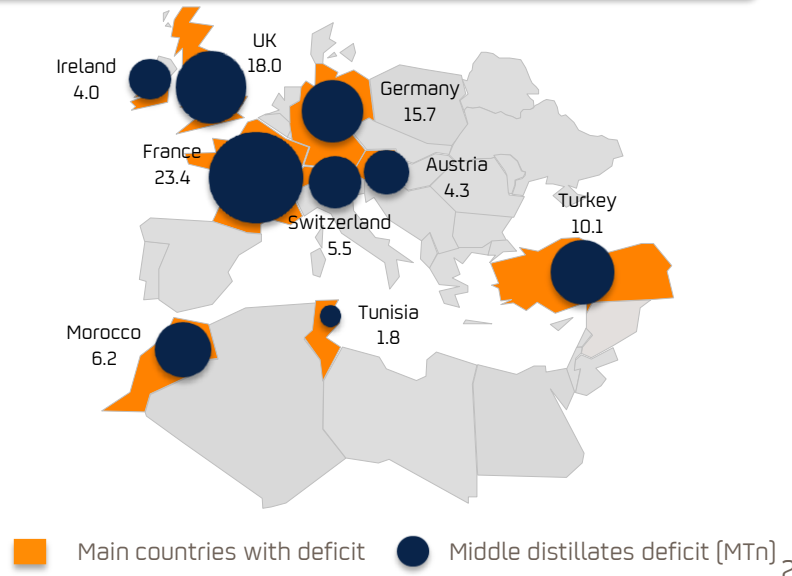 UK
18.0
Ireland
4.0
Germany
15.7
France
23.4
Austria
4.3
Switzerland
5.5
Turkey
10.1
Tunisia
1.8
Morocco
6.2
Main countries with deficit
Middle distillates deficit (MTn)